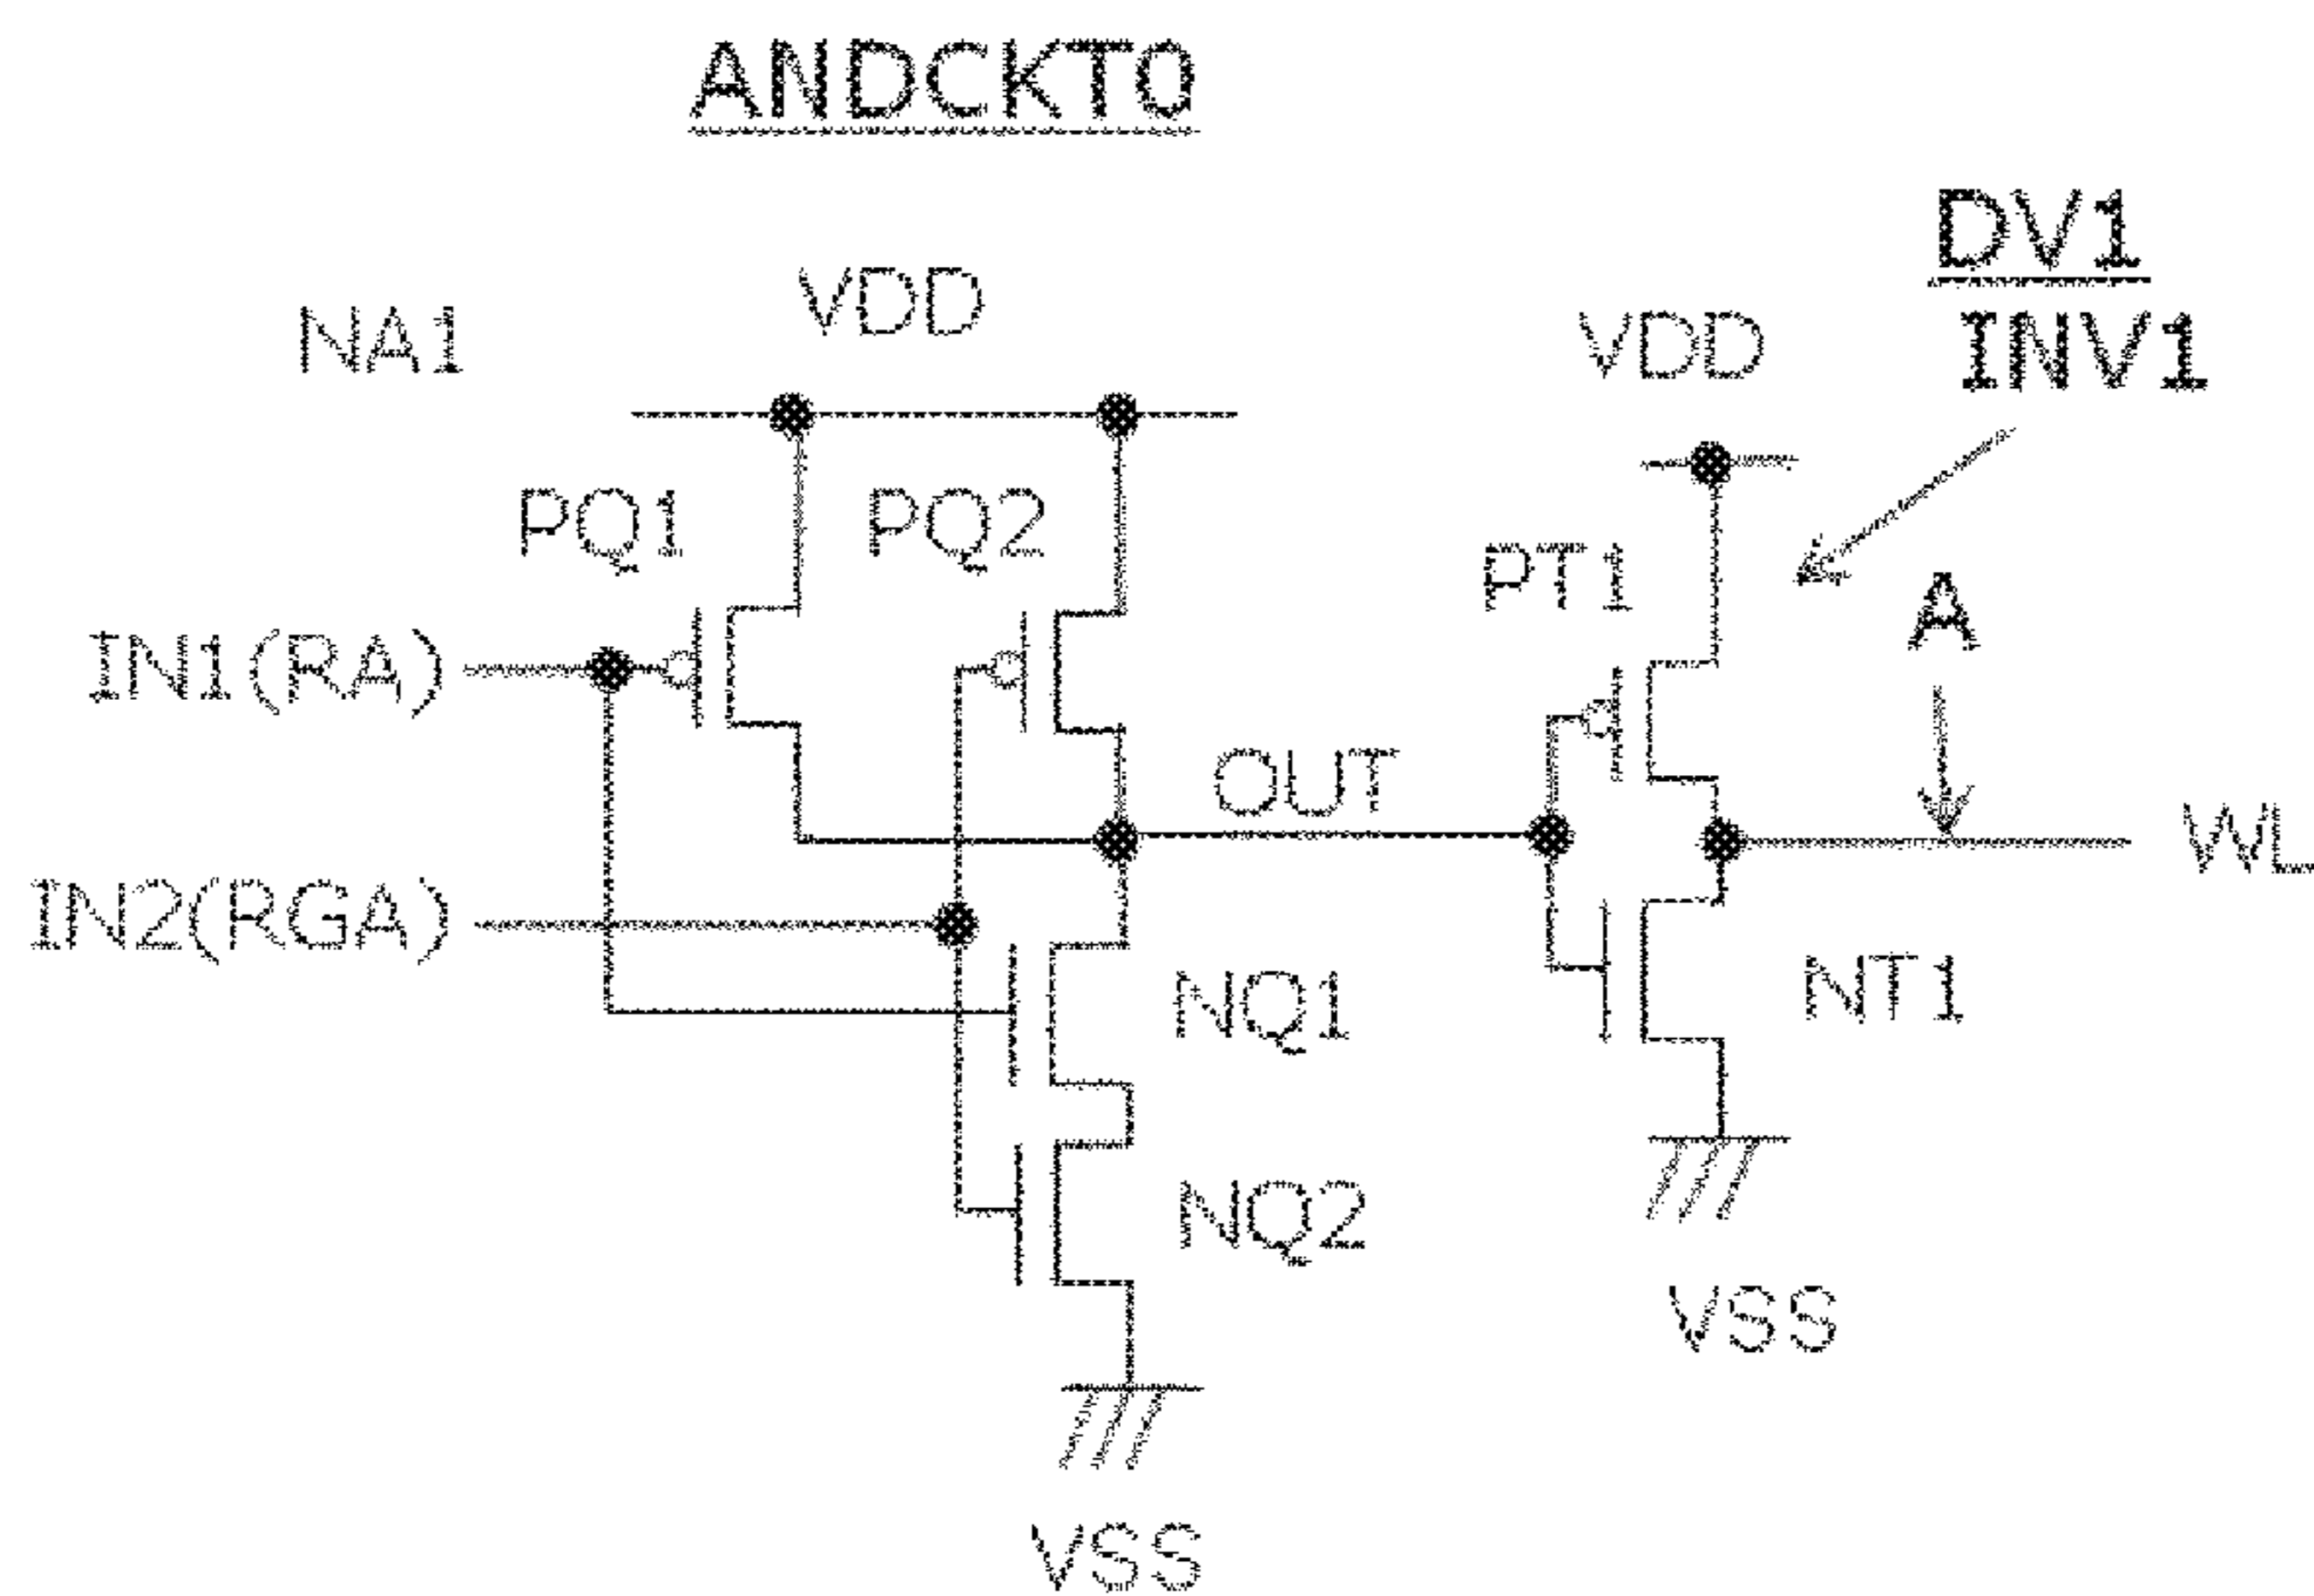 ANDCKT0
DV1
NA1
VDD
VDD
INV1
PQ1
PQ2
PT1
A
IN1(RA)
OUT
WL
IN2(RGA)
NQ1
NT1
NQ2
VSS
VSS